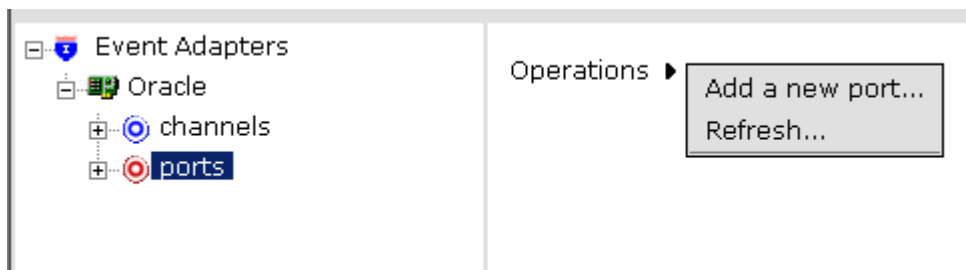 Event Adapters
Oracle
channels
ports
Operations
Add a new port...
Refresh...